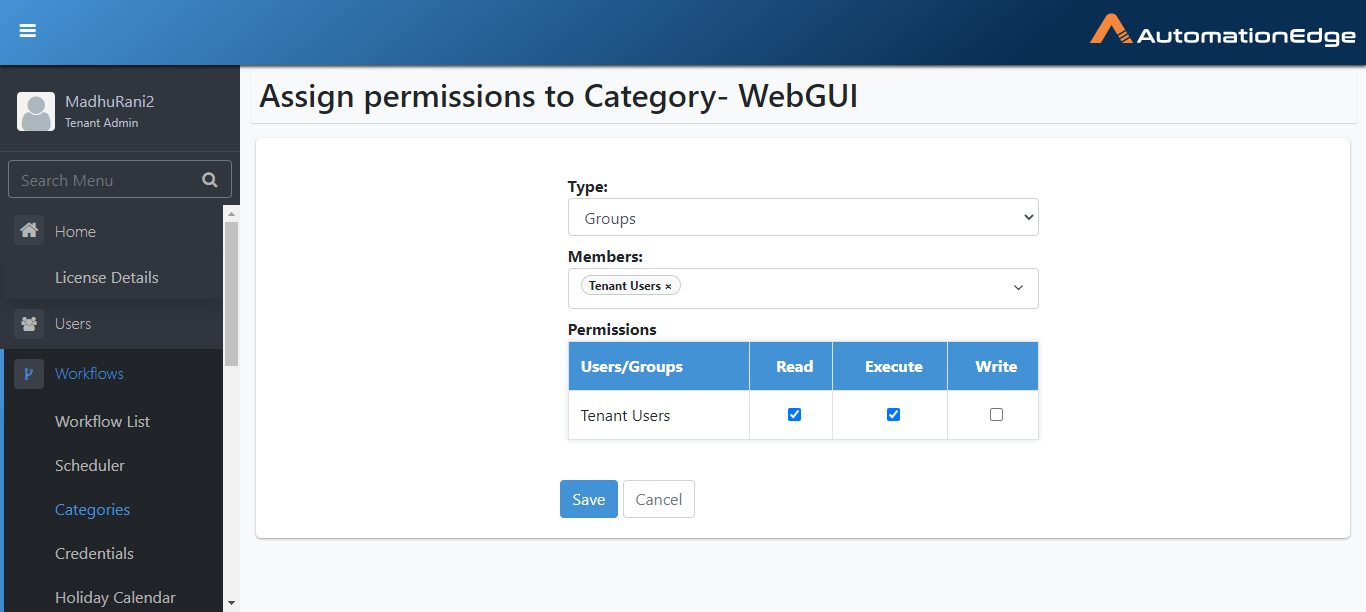 AutomationEdge
MadhuRani2
Tenant Admin
Search Menu
Home
License Details
Users
Workflows
Workflow List
Scheduler
Categories
Credentials
Holiday Calendar
Assign permissions to Category- WebGUI
Type:
Groups
Members:
Tenant Users ×
Permissions
Users/Groups Read Execute Write
Tenant Users
Save Cancel